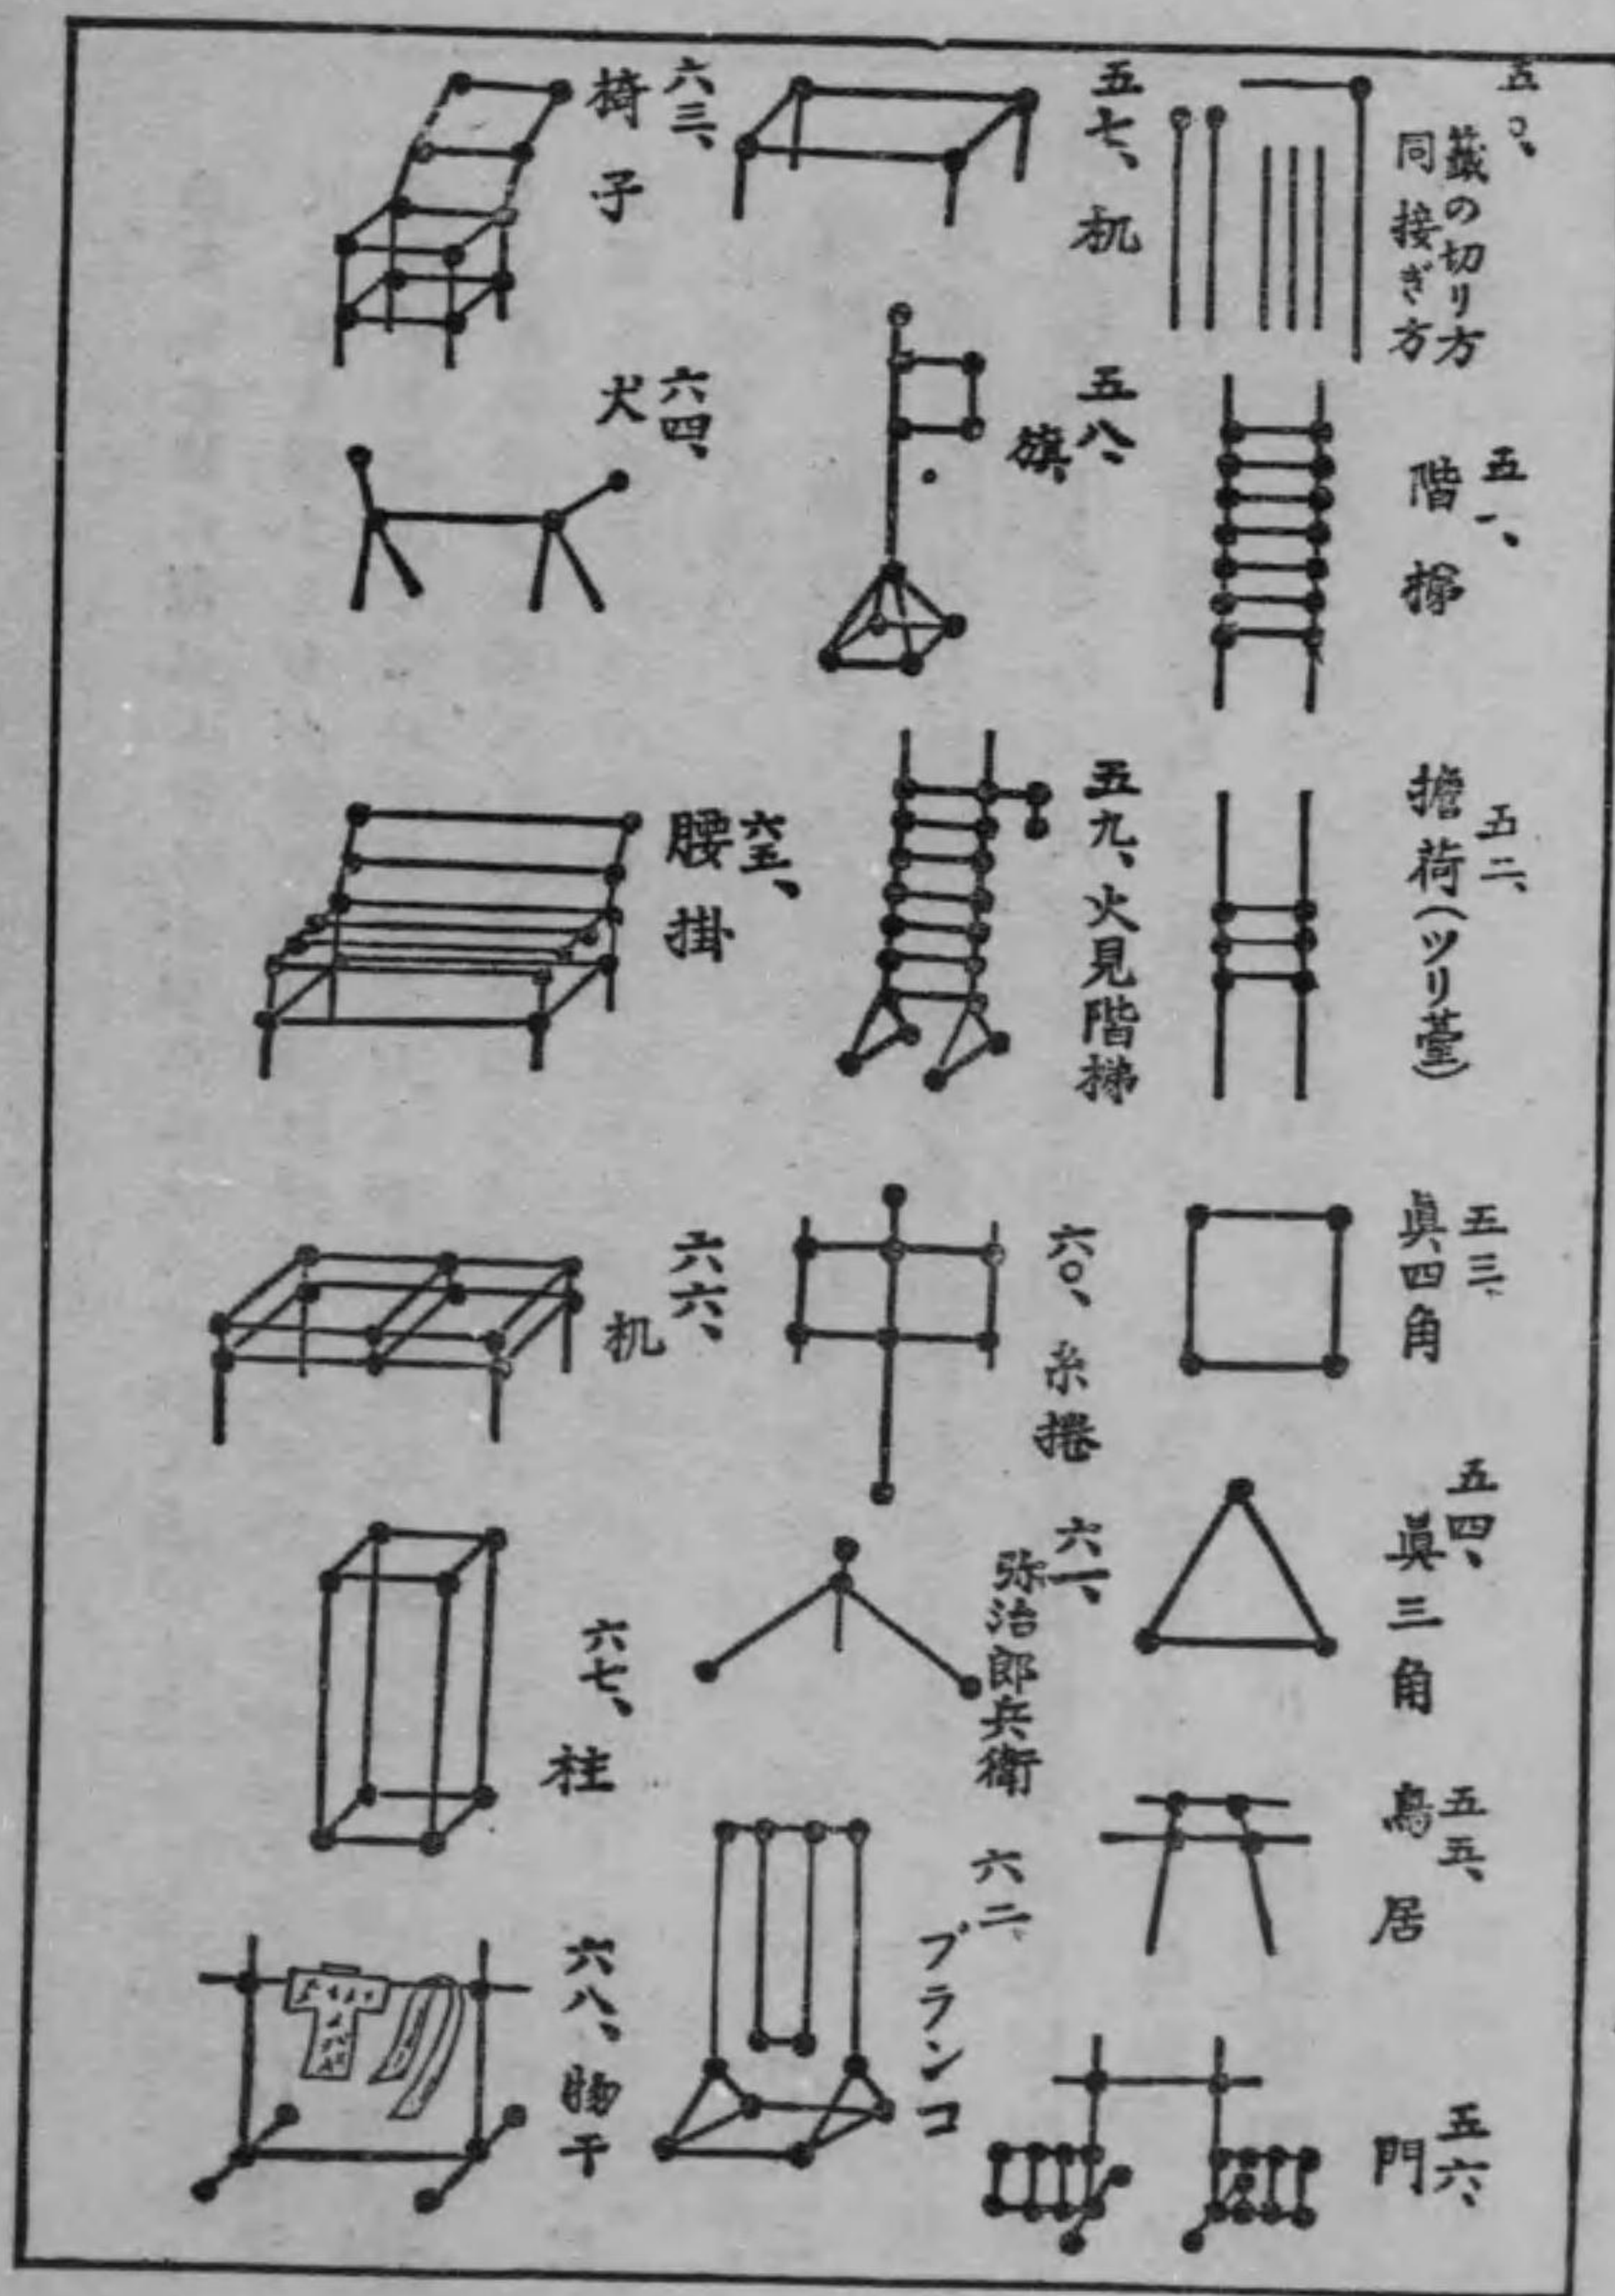 五〇、
籤の切り方
同接ぎ方
五一、
階梯
五二、
擔荷(ツリ臺)
五三、
眞四角
五四、
眞三角
五五、
鳥居
五六、
門
五七、机
五八、
旗
五九、火見階梯
六〇、糸捲
六一、
弥治郎兵衛
六二、
ブランコ
六三、
椅子
六四、
犬
六五、
腰掛
六六、
机
六七、柱
六八、物干